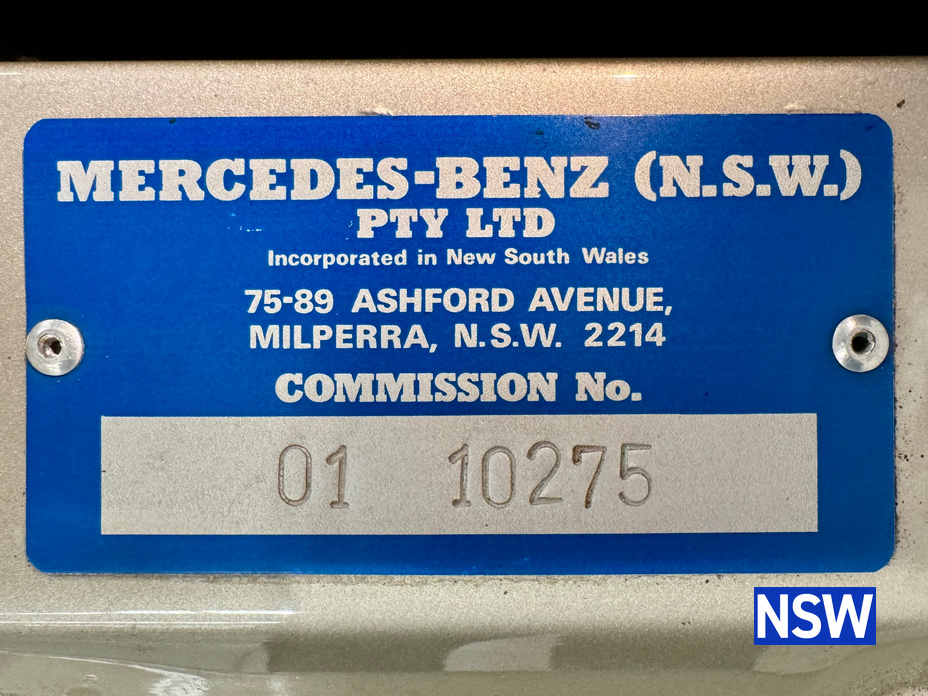 MERCEDES-BENZ (N.S.W.)
PTY LTD
Incorporated in New South Wales
75-89 ASHFORD AVENUE,
MILPERRA, N.S.W. 2214
COMMISSION No.
01 10275
NSW